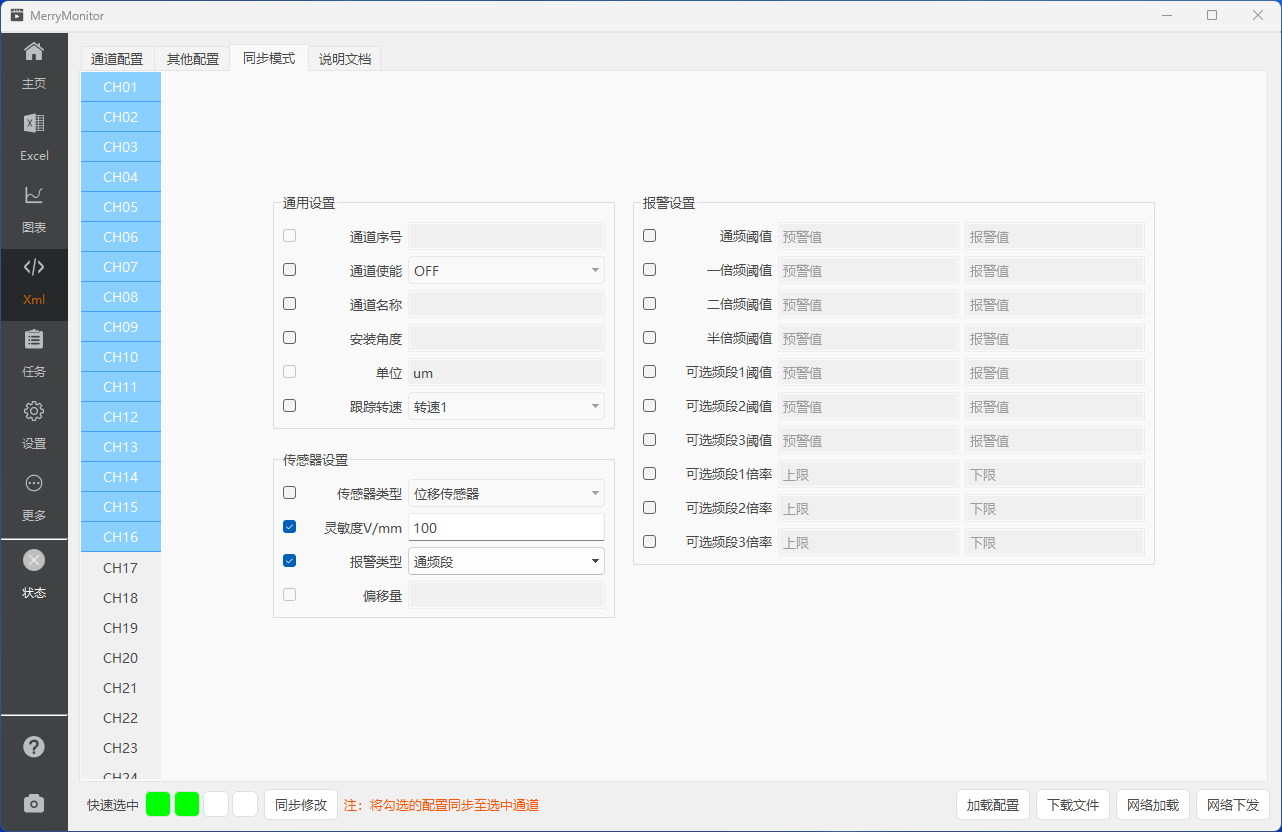 MerryMonitor
主页
Excel
图表
Xml
任务
设置
更多
状态
通道配置 其他配置 同步模式 说明文档
CH01
CH02
CH03
CH04
CH05
CH06
CH07
CH08
CH09
CH10
CH11
CH12
CH13
CH14
CH15
CH16
CH17
CH18
CH19
CH20
CH21
CH22
CH23
CH24
通用设置
通道序号
通道使能 OFF
通道名称
安装角度
单位 um
跟踪转速 转速1
传感器设置
传感器类型 位移传感器
灵敏度V/mm 100
报警类型 通频段
偏移量
报警设置
通频阈值 预警值 报警值
一倍频阈值 预警值 报警值
二倍频阈值 预警值 报警值
半倍频阈值 预警值 报警值
可选频段1阈值 预警值 报警值
可选频段2阈值 预警值 报警值
可选频段3阈值 预警值 报警值
可选频段1倍率 上限 下限
可选频段2倍率 上限 下限
可选频段3倍率 上限 下限
快速选中 同步修改 注：将勾选的配置同步至选中通道 加载配置 下载文件 网络加载 网络下发